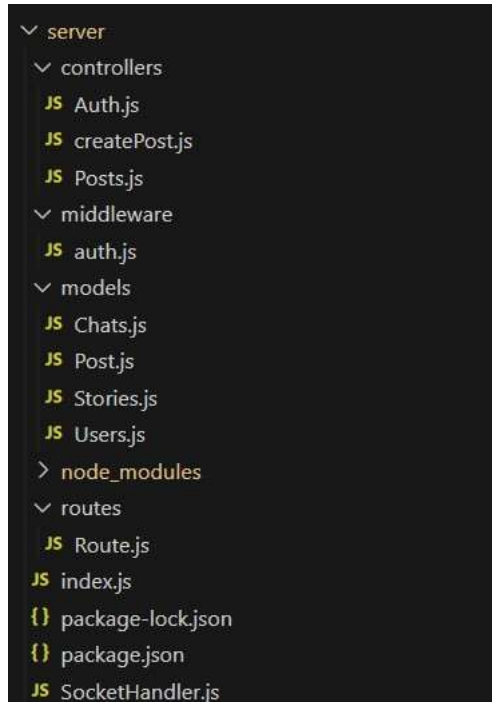 server
controllers
JS Auth.js
JS createPost.js
JS Posts.js
middleware
JS auth.js
models
JS Chats.js
JS Post.js
JS Stories.js
JS Users.js
node_modules
routes
JS Route.js
JS index.js
{} package-lock.json
{} package.json
JS SocketHandler.js